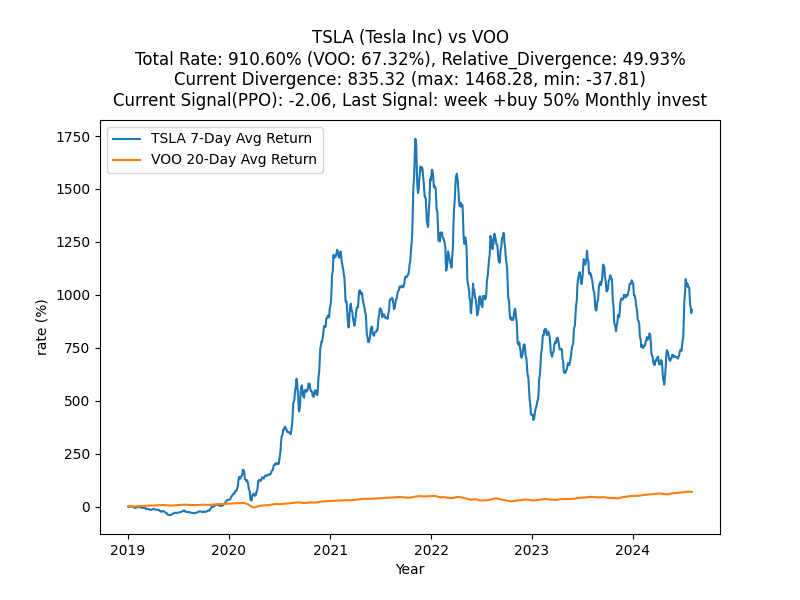 TSLA (Tesla Inc) vs VOO
Total Rate: 910.60% (VOO: 67.32%), Relative_Divergence: 49.93%
Current Divergence: 835.32 (max: 1468.28, min: -37.81)
Current Signal(PPO): -2.06, Last Signal: week +buy 50% Monthly invest
TSLA 7-Day Avg Return
VOO 20-Day Avg Return
1750
1500
1250
1000
750
500
250
0
rate (%)
2019 2020 2021 2022 2023 2024
Year